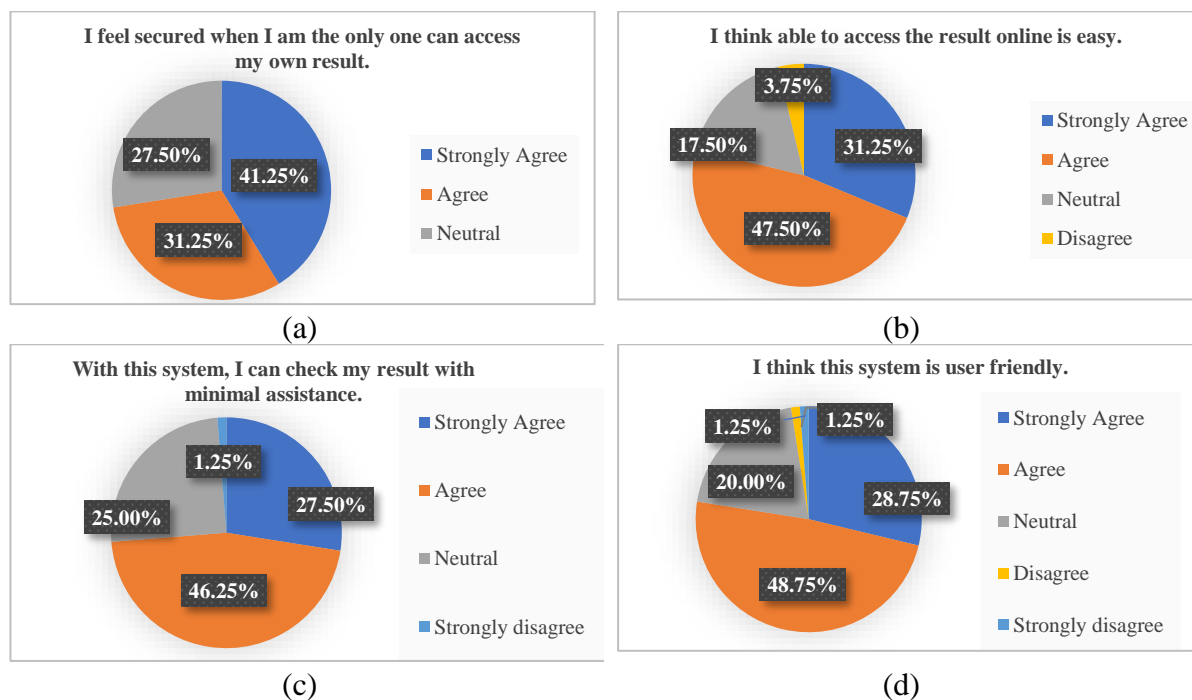 I feel secured when I am the only one can access
my own result.
27.50%
41.25%
31.25%
Strongly Agree
Agree
Neutral
(a)
I think able to access the result online is easy.
3.75%
17.50%
31.25%
47.50%
Strongly Agree
Agree
Neutral
Disagree
(b)
With this system, I can check my result with
minimal assistance.
1.25%
27.50%
25.00%
46.25%
Strongly Agree
Agree
Neutral
Strongly disagree
(c)
I think this system is user friendly.
1.25%
1.25%
20.00%
28.75%
48.75%
Strongly Agree
Agree
Neutral
Disagree
Strongly disagree
(d)